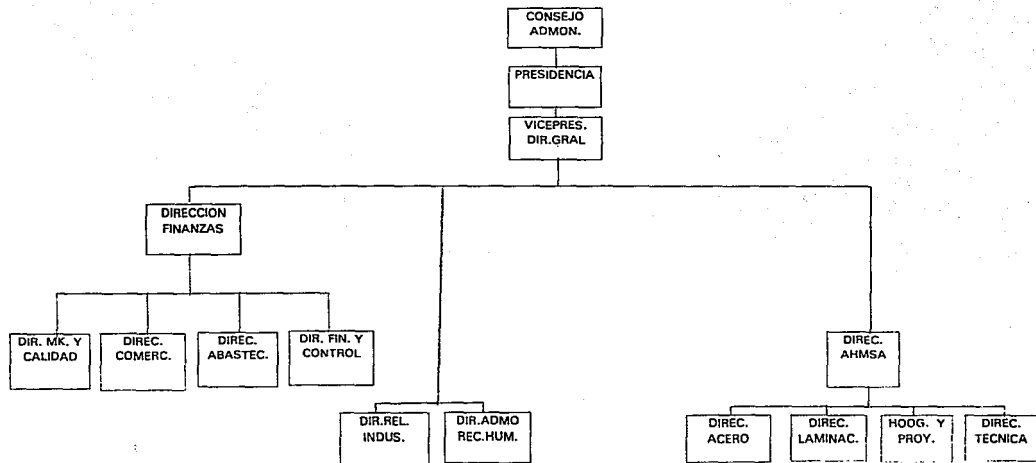 CONSEJO
ADMON.
PRESIDENCIA
VICEPRES.
DIR.GRAL
DIRECCION
FINANZAS
DIR. MK. Y
CALIDAD
DIREC.
COMERC.
DIREC.
ABASTEC.
DIR. FIN. Y
CONTROL
DIREC.
AHMSA
DIR.REL.
INDUS.
DIR.ADMO
REC.HUM.
DIREC.
ACERO
DIREC.
LAMINAC.
HOOG. Y
PROY.
DIREC.
TECNICA